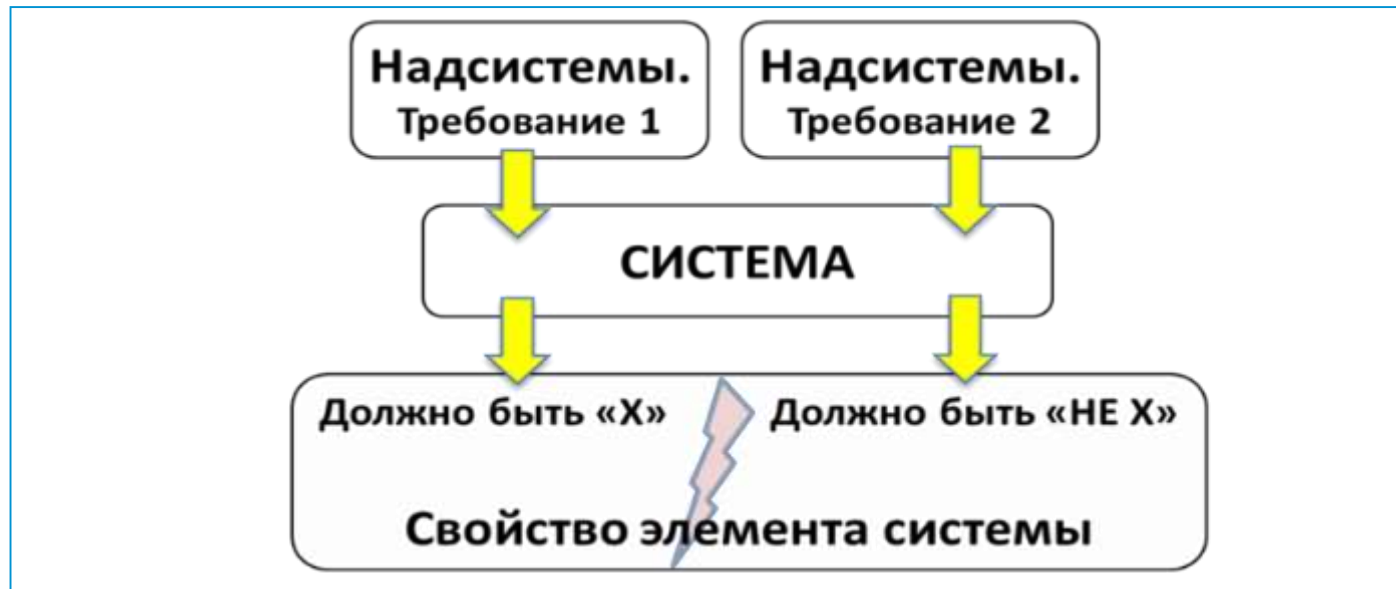 Надсистемы.
Требование 1
Надсистемы.
Требование 2
СИСТЕМА
Должно быть «X»
Должно быть «НЕ X»
Свойство элемента системы